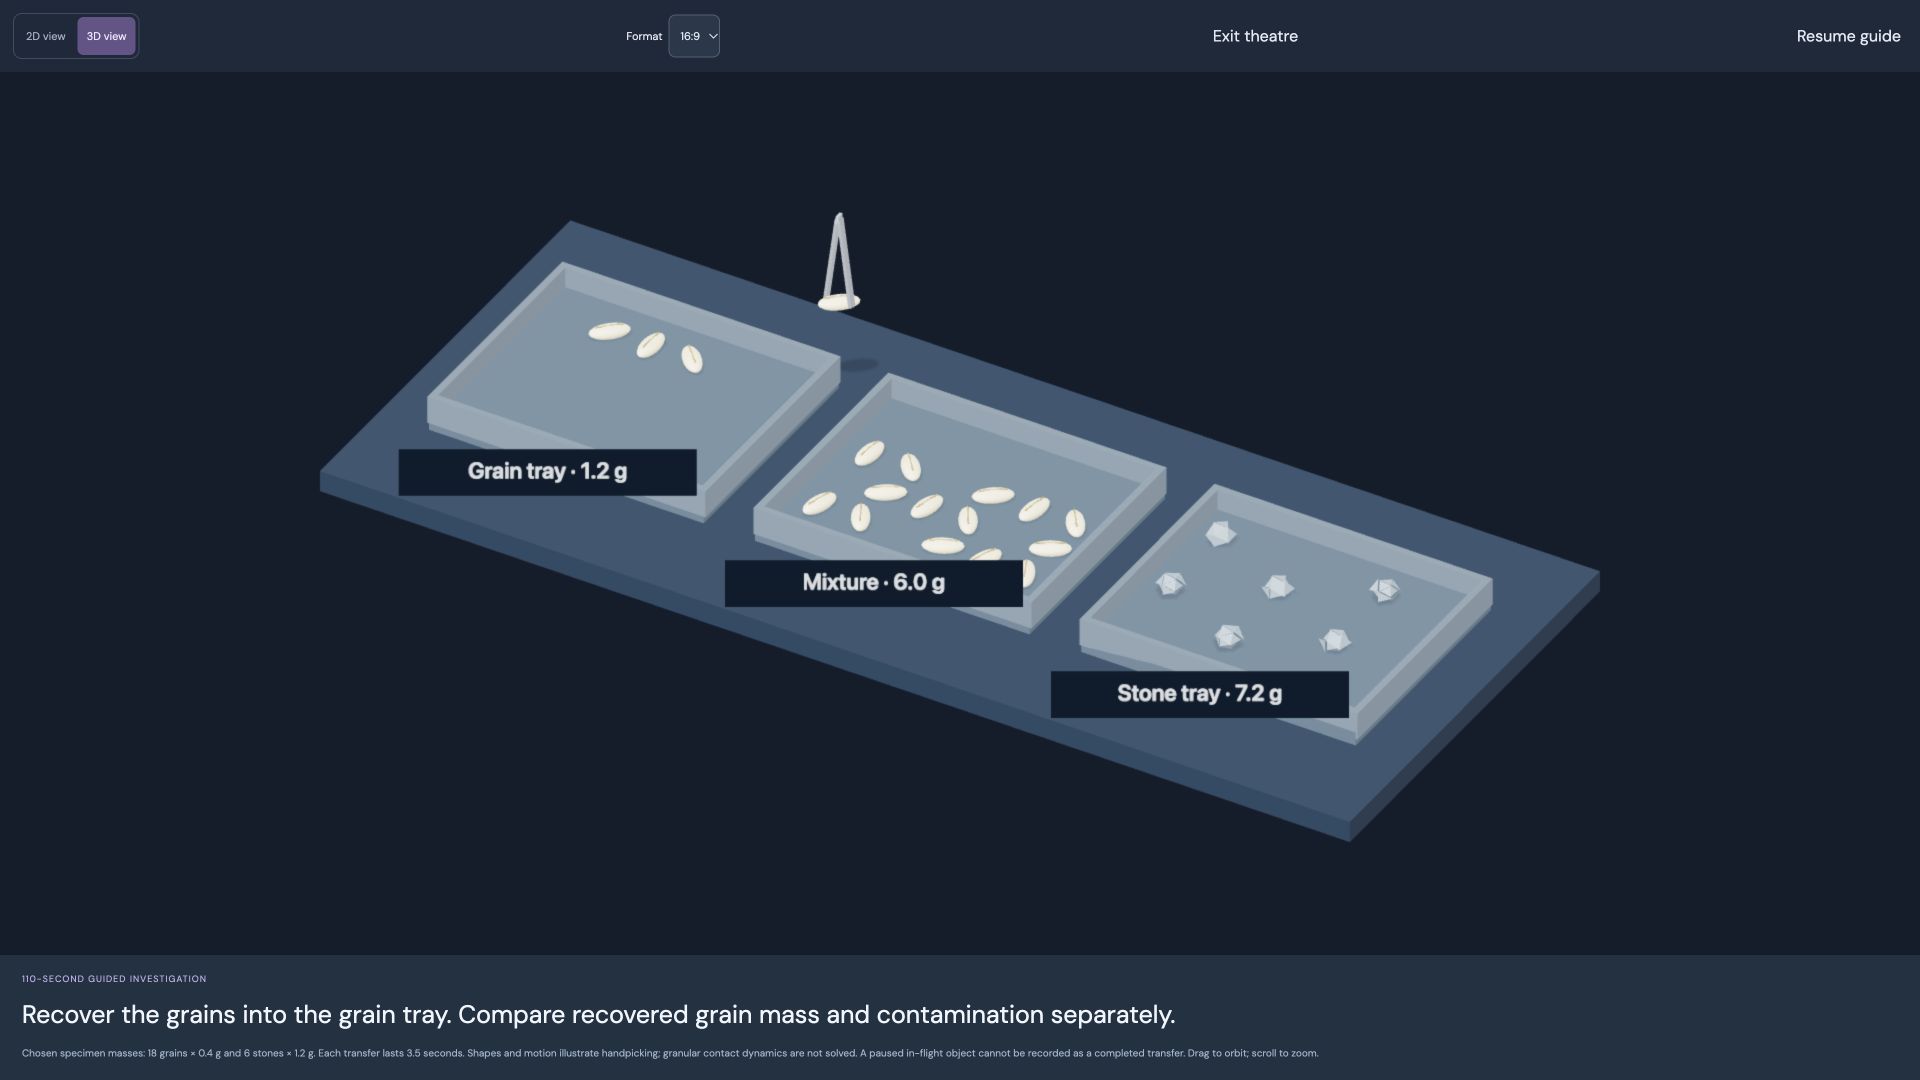 2D view
3D view
Format
16:9
Exit theatre
Resume guide
Grain tray · 1.2 g
Mixture · 6.0 g
Stone tray · 7.2 g
110-SECOND GUIDED INVESTIGATION
Recover the grains into the grain tray. Compare recovered grain mass and contamination separately.
Chosen specimen masses: 18 grains × 0.4 g and 6 stones × 1.2 g. Each transfer lasts 3.5 seconds. Shapes and motion illustrate handpicking; granular contact dynamics are not solved. A paused in-flight object cannot be recorded as a completed transfer. Drag to orbit; scroll to zoom.